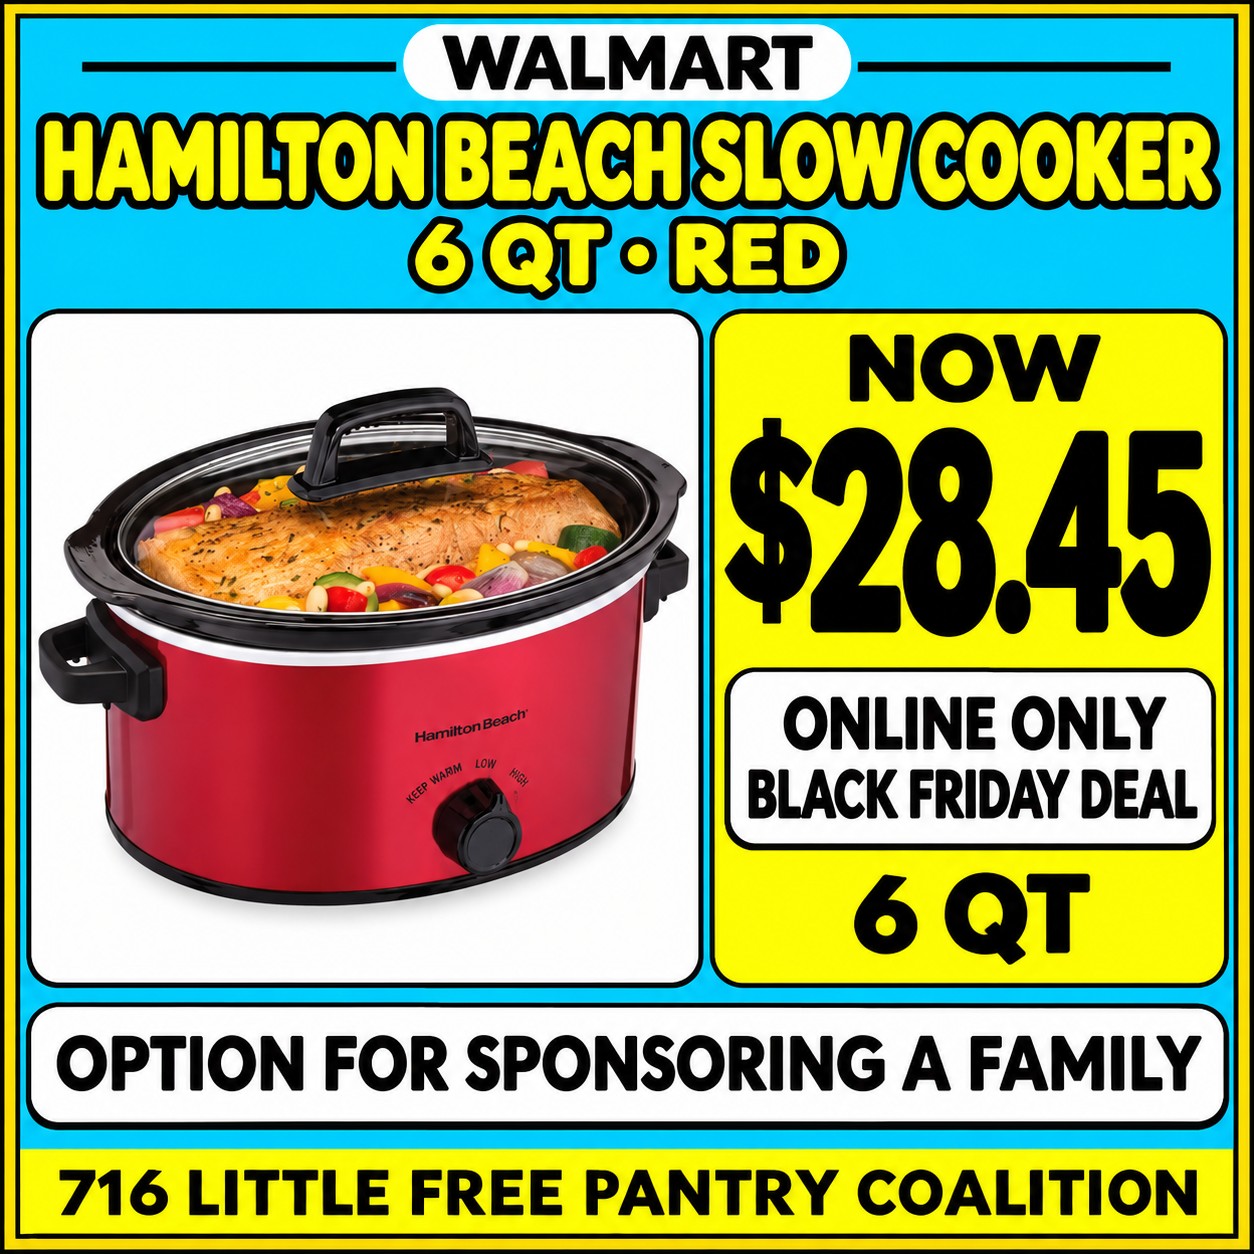 WALMART
HAMILTON BEACH SLOW COOKER
6 QT • RED
Hamilton Beach
KEEP WARM LOW HIGH
NOW
$28.45
ONLINE ONLY
BLACK FRIDAY DEAL
6 QT
OPTION FOR SPONSORING A FAMILY
716 LITTLE FREE PANTRY COALITION